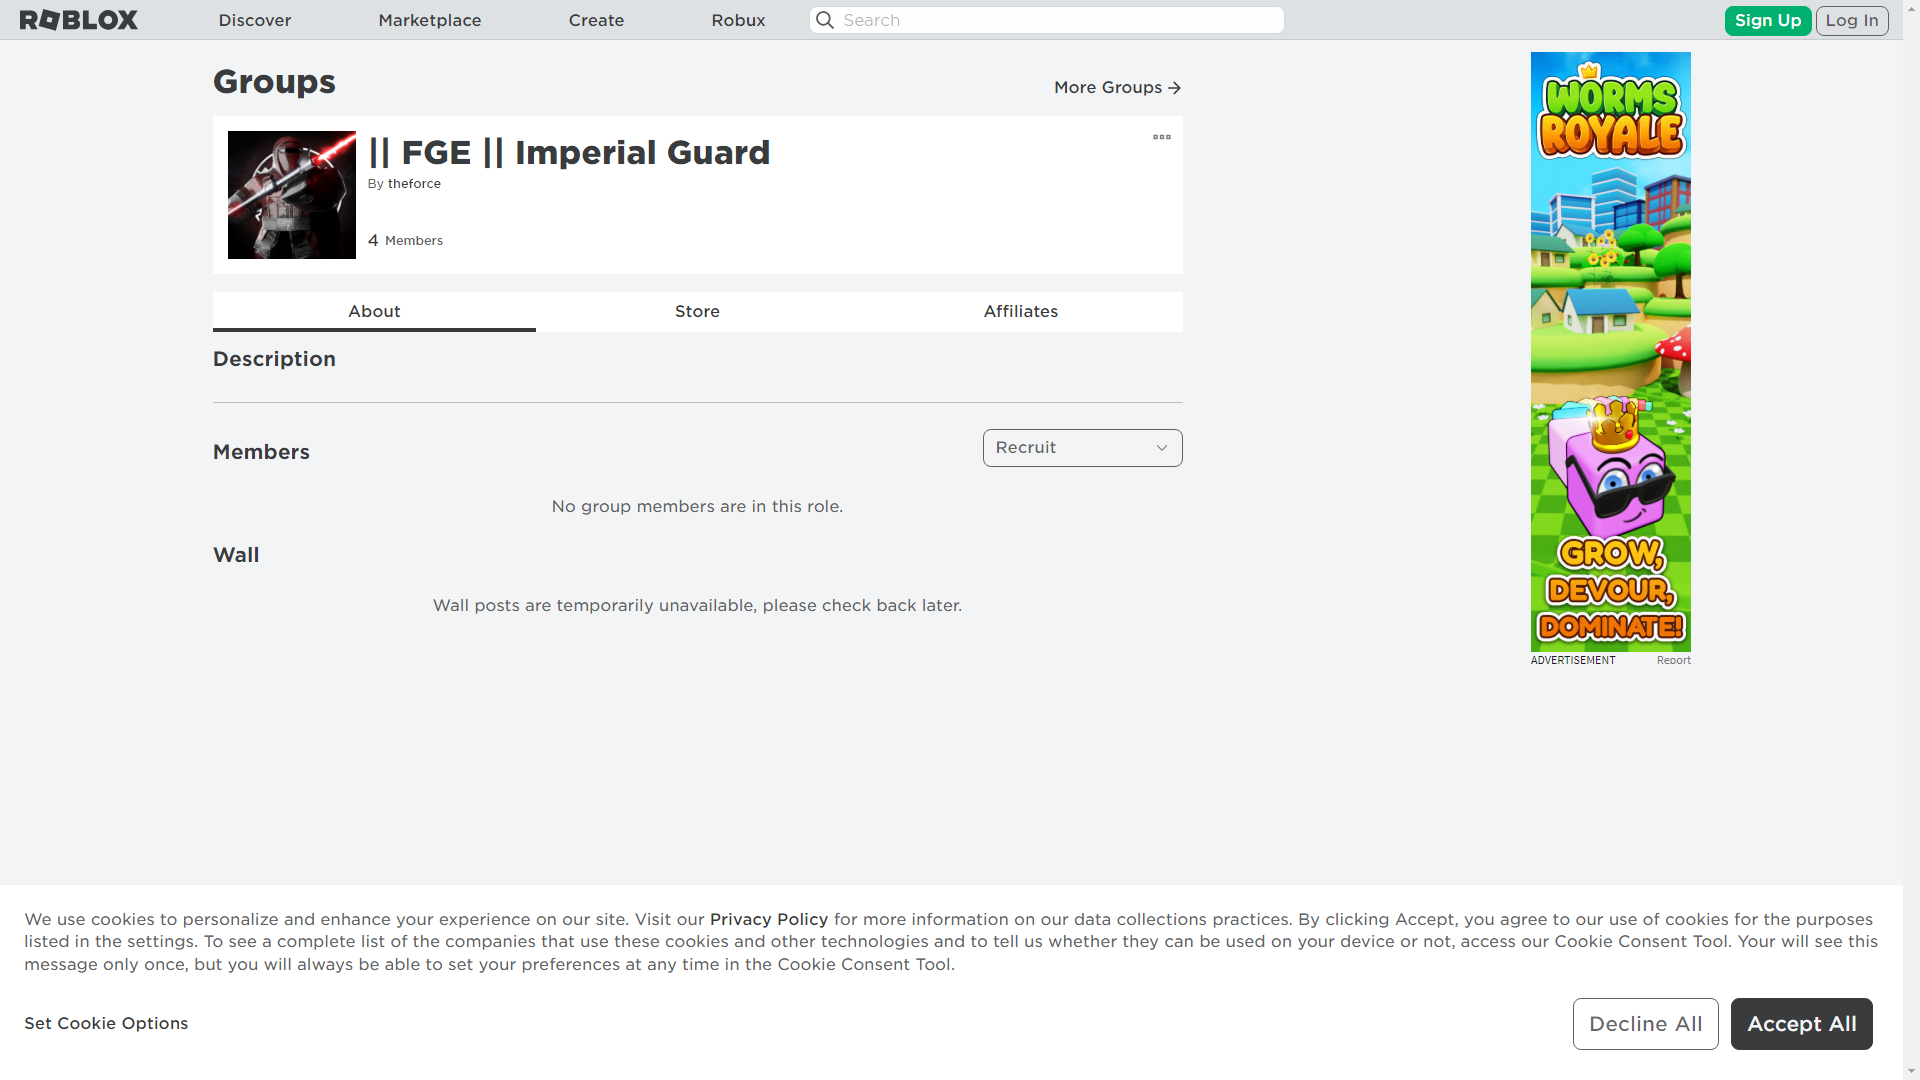 ROBLOX
Discover
Marketplace
Create
Robux
Search
Sign Up
Log In
Groups
More Groups
|| FGE || Imperial Guard
By theforce
4 Members
About
Store
Affiliates
Description
Members
Recruit
No group members are in this role.
Wall
Wall posts are temporarily unavailable, please check back later.
WORMS
ROYALE
GROW,
DEVOUR,
DOMINATE!
ADVERTISEMENT
Report
We use cookies to personalize and enhance your experience on our site. Visit our Privacy Policy for more information on our data collections practices. By clicking Accept, you agree to our use of cookies for the purposes
listed in the settings. To see a complete list of the companies that use these cookies and other technologies and to tell us whether they can be used on your device or not, access our Cookie Consent Tool. Your will see this
message only once, but you will always be able to set your preferences at any time in the Cookie Consent Tool.
Set Cookie Options
Decline All
Accept All